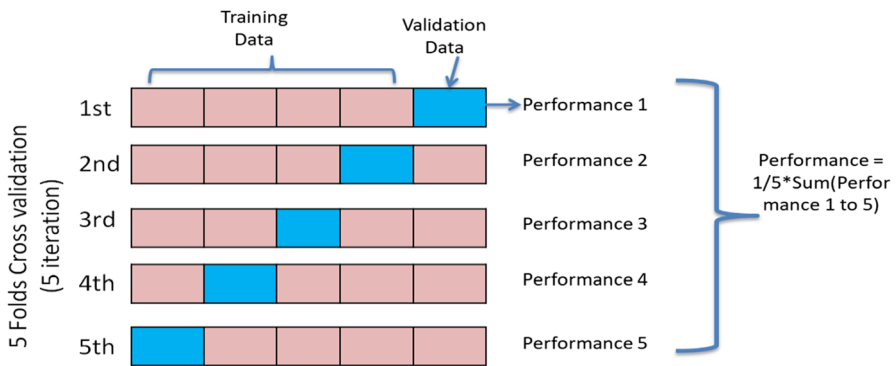 Training
Data
Validation
Data
5 Folds Cross validation
(5 iteration)
1st
Performance 1
2nd
Performance 2
3rd
Performance 3
4th
Performance 4
5th
Performance 5
Performance =
1/5*Sum(Perfor
mance 1 to 5)